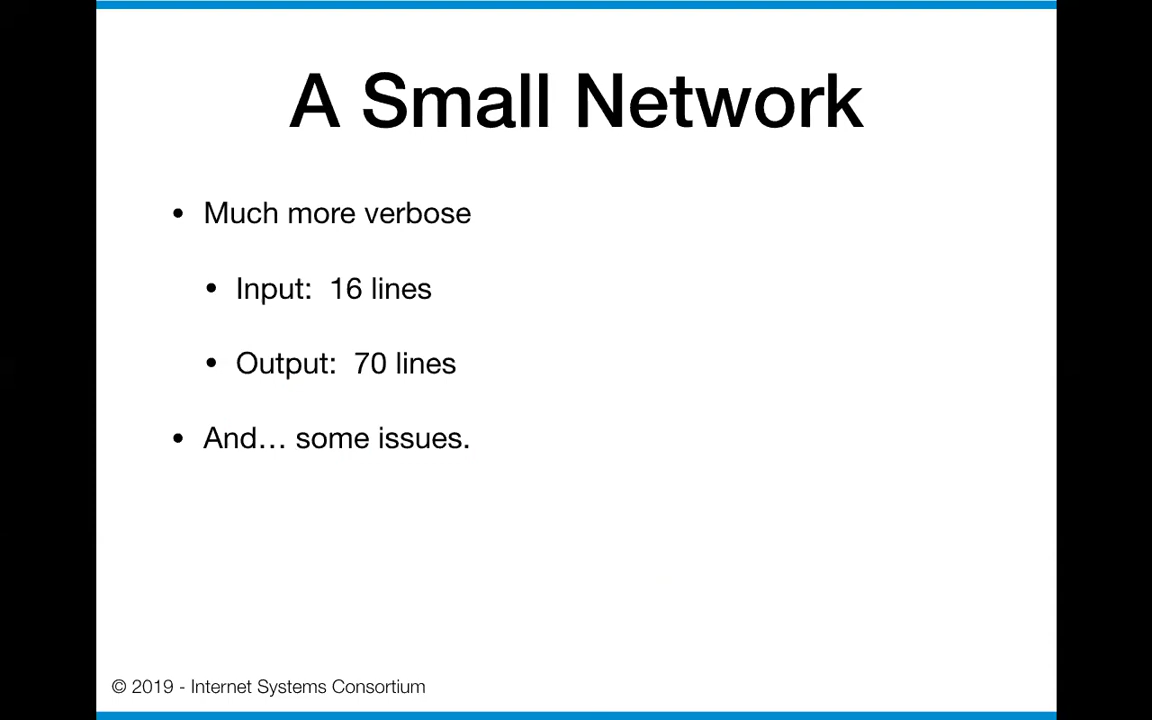 A Small Network
• Much more verbose
• Input:  16 lines
• Output:  70 lines
• And… some issues.
© 2019 - Internet Systems Consortium